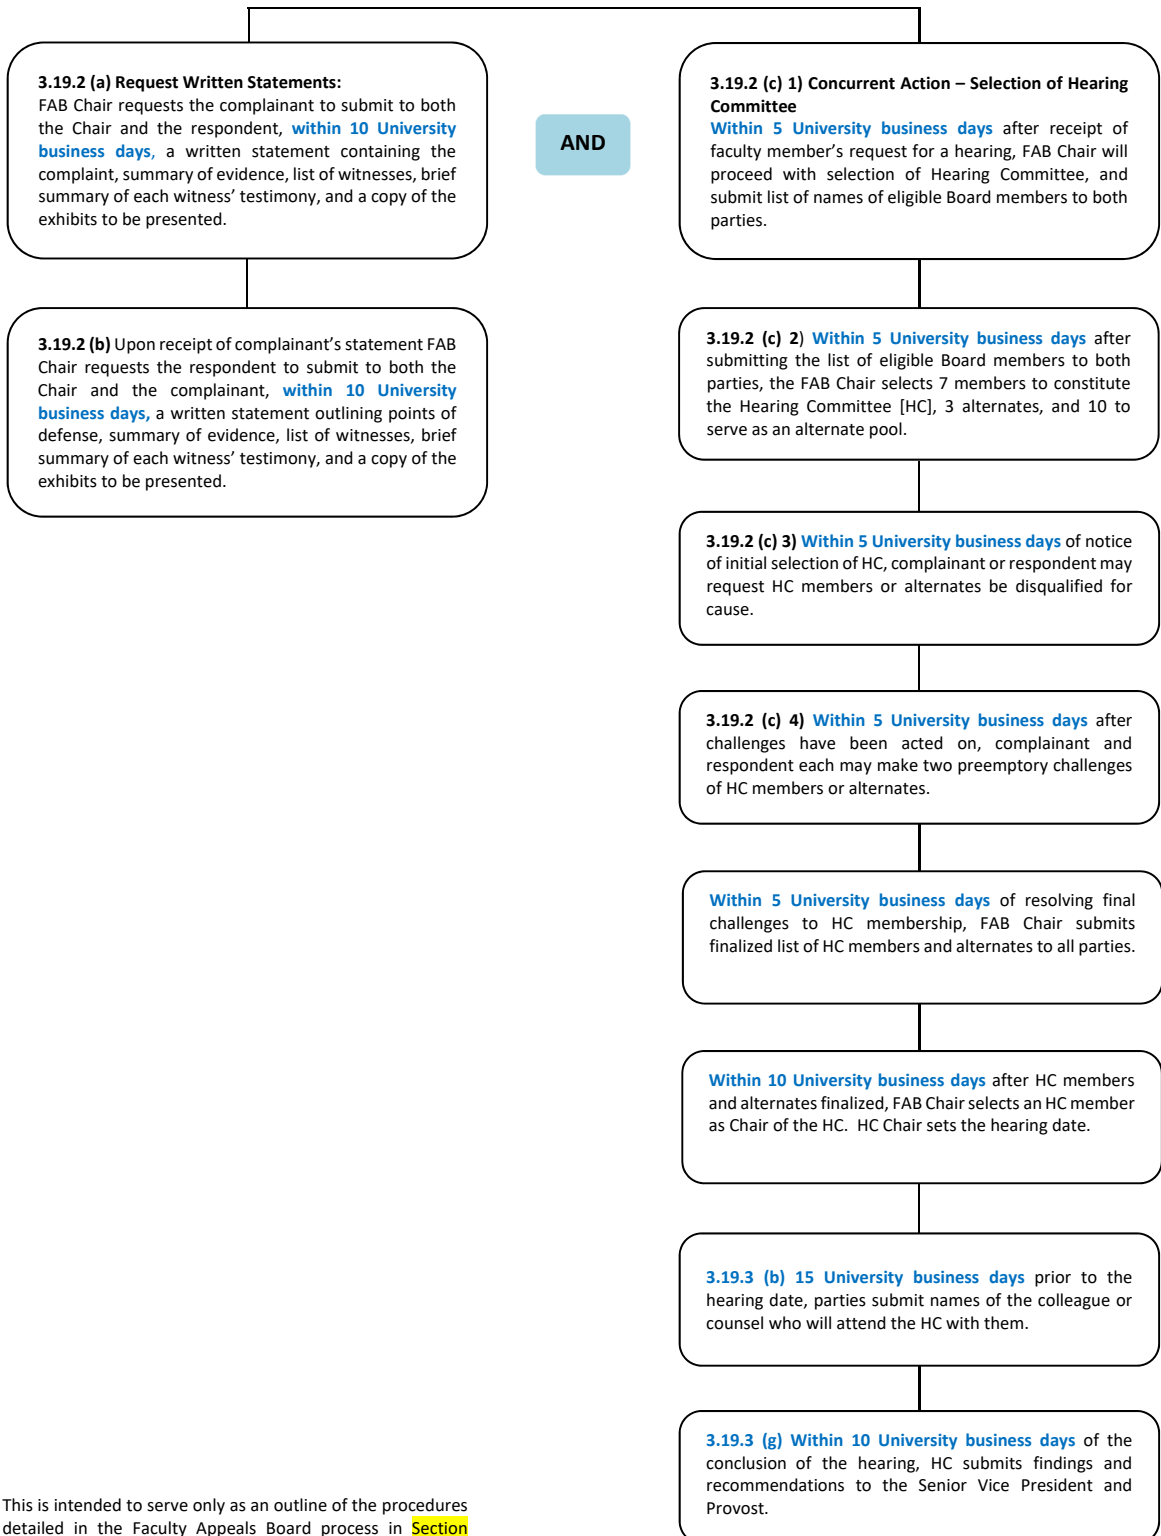 3.19.2 (a) Request Written Statements:
FAB Chair requests the complainant to submit to both
the Chair and the respondent, within 10 University
business days, a written statement containing the
complaint, summary of evidence, list of witnesses, brief
summary of each witness’ testimony, and a copy of the
exhibits to be presented.
3.19.2 (b) Upon receipt of complainant’s statement FAB
Chair requests the respondent to submit to both the
Chair and the complainant, within 10 University
business days, a written statement outlining points of
defense, summary of evidence, list of witnesses, brief
summary of each witness’ testimony, and a copy of the
exhibits to be presented.
AND
3.19.2 (c) 1) Concurrent Action – Selection of Hearing
Committee
Within 5 University business days after receipt of
faculty member’s request for a hearing, FAB Chair will
proceed with selection of Hearing Committee, and
submit list of names of eligible Board members to both
parties.
3.19.2 (c) 2) Within 5 University business days after
submitting the list of eligible Board members to both
parties, the FAB Chair selects 7 members to constitute
the Hearing Committee [HC], 3 alternates, and 10 to
serve as an alternate pool.
3.19.2 (c) 3) Within 5 University business days of notice
of initial selection of HC, complainant or respondent may
request HC members or alternates be disqualified for
cause.
3.19.2 (c) 4) Within 5 University business days after
challenges have been acted on, complainant and
respondent each may make two preemptory challenges
of HC members or alternates.
Within 5 University business days of resolving final
challenges to HC membership, FAB Chair submits
finalized list of HC members and alternates to all parties.
Within 10 University business days after HC members
and alternates finalized, FAB Chair selects an HC member
as Chair of the HC. HC Chair sets the hearing date.
3.19.3 (b) 15 University business days prior to the
hearing date, parties submit names of the colleague or
counsel who will attend the HC with them.
3.19.3 (g) Within 10 University business days of the
conclusion of the hearing, HC submits findings and
recommendations to the Senior Vice President and
Provost.
This is intended to serve only as an outline of the procedures
detailed in the Faculty Appeals Board process in Section